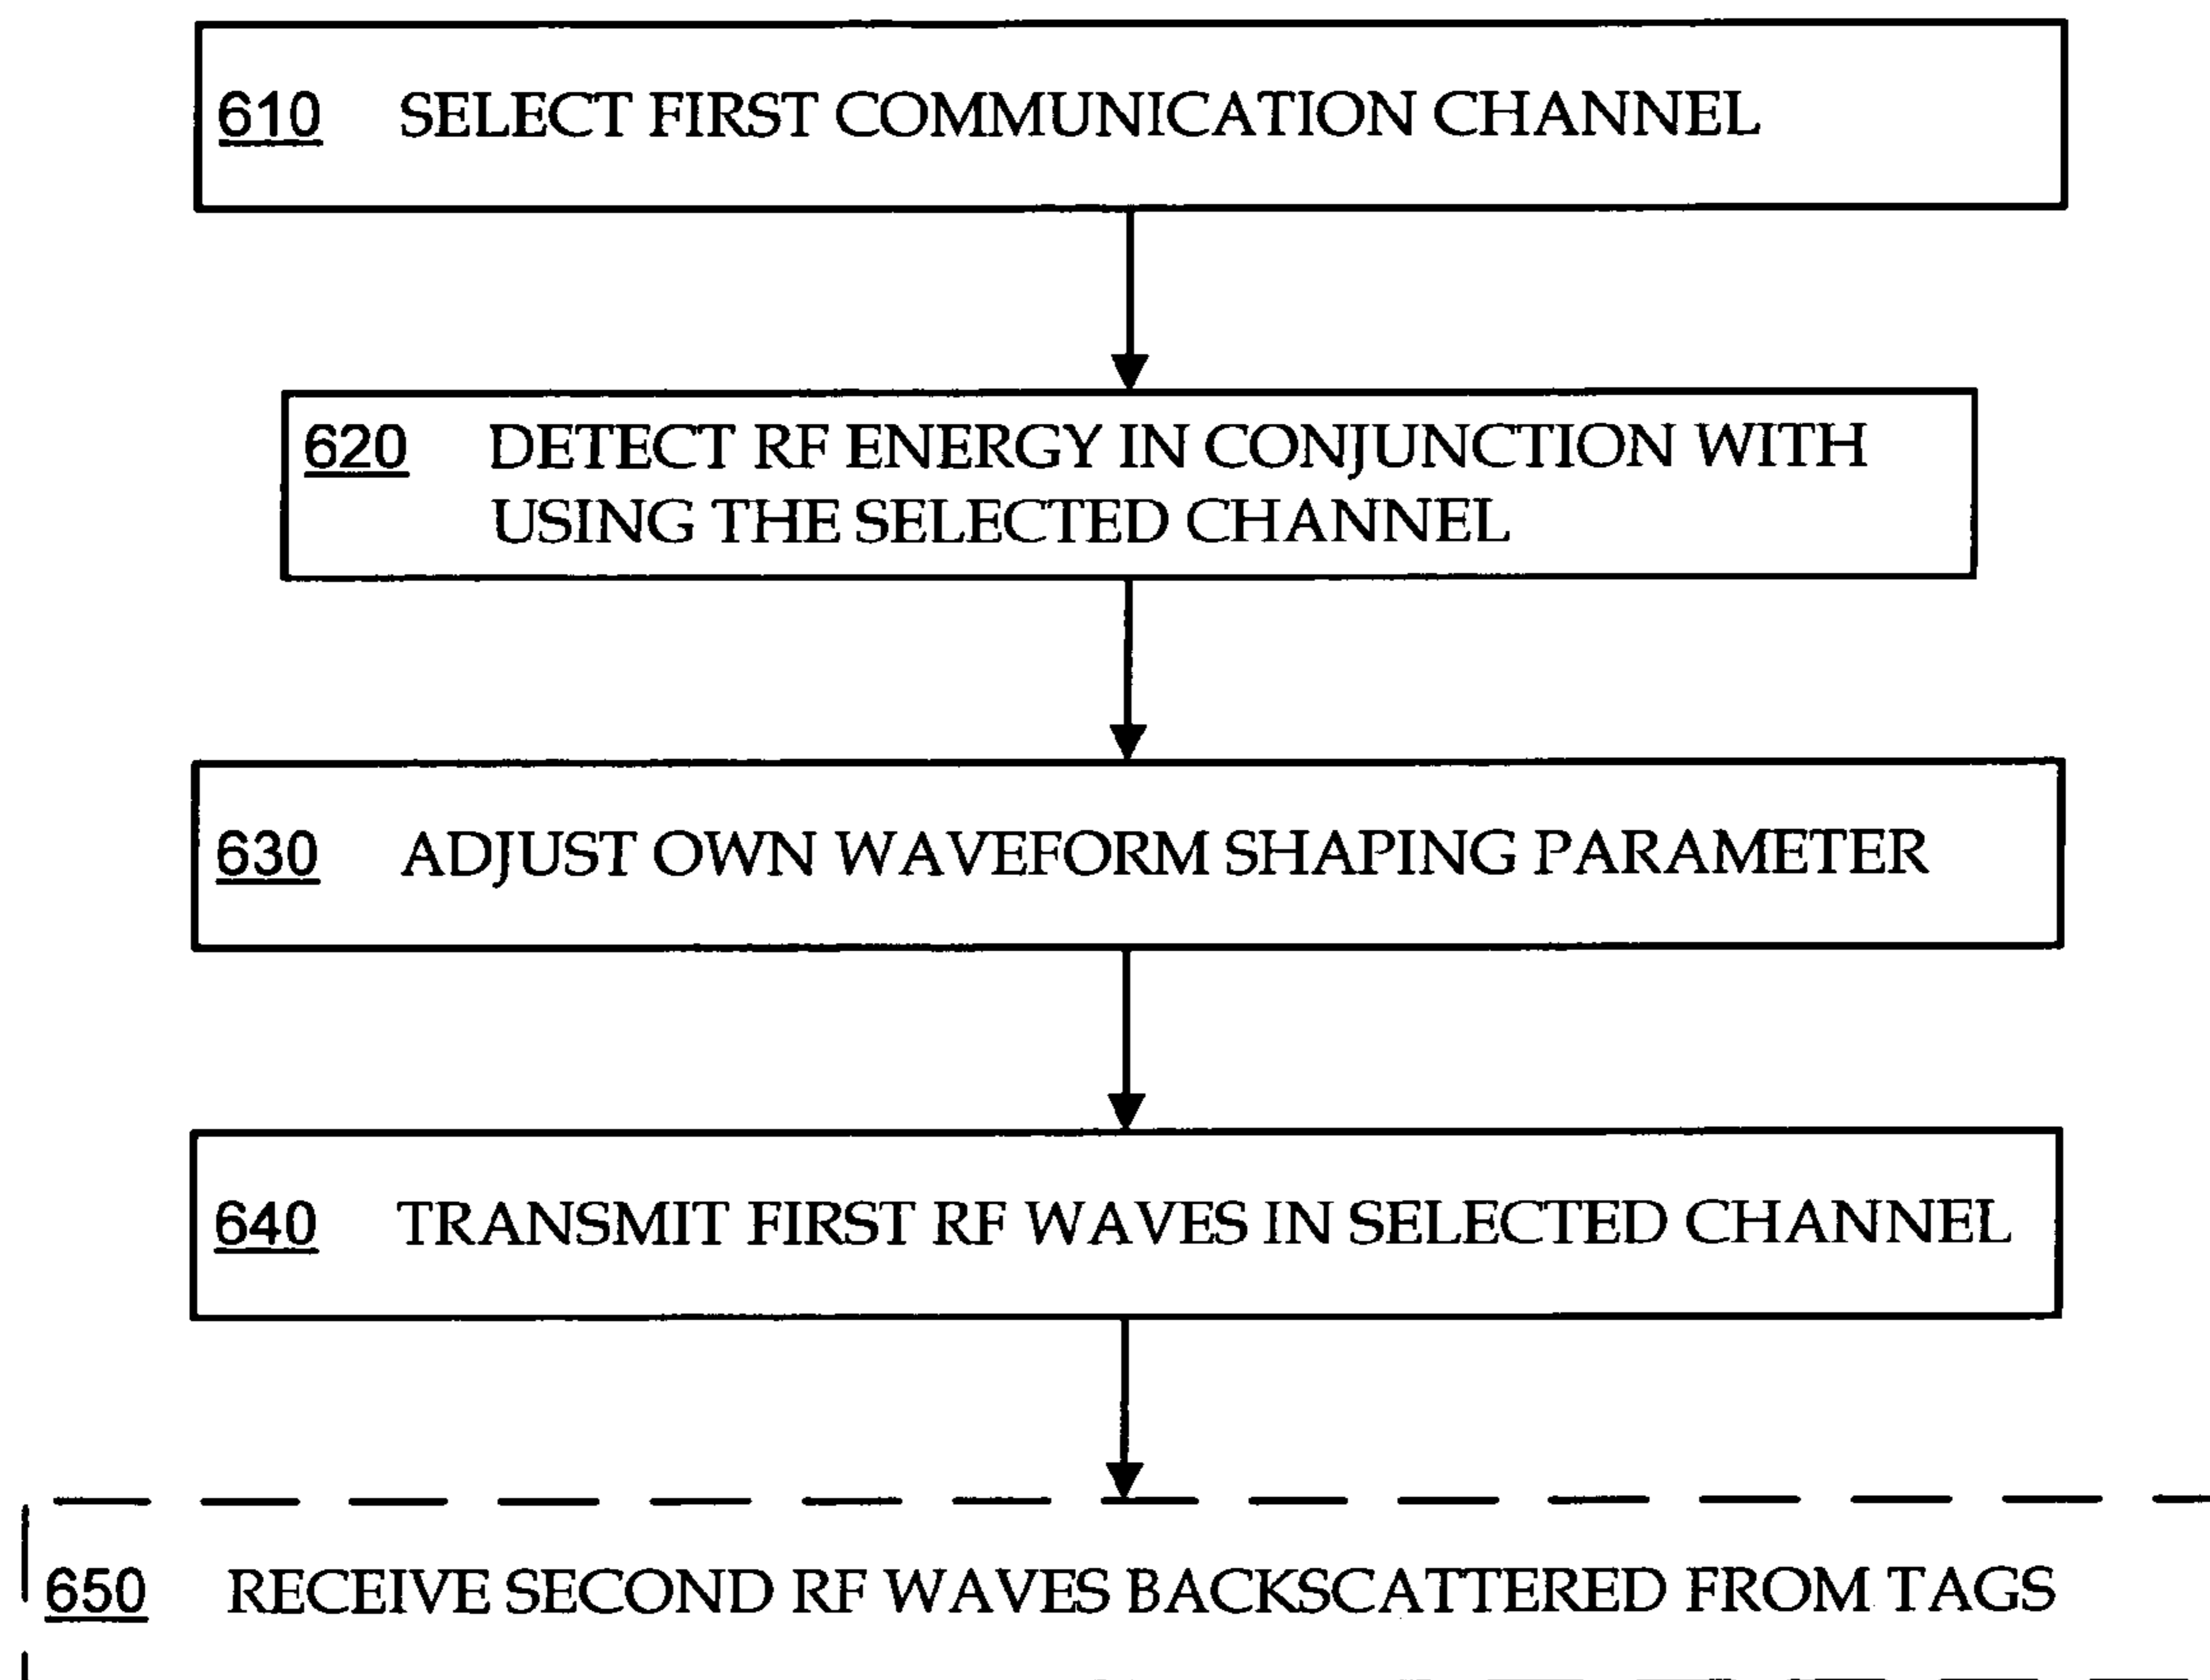 610 SELECT FIRST COMMUNICATION CHANNEL
620 DETECT RF ENERGY IN CONJUNCTION WITH
USING THE SELECTED CHANNEL
630 ADJUST OWN WAVEFORM SHAPING PARAMETER
640 TRANSMIT FIRST RF WAVES IN SELECTED CHANNEL
650 RECEIVE SECOND RF WAVES BACKSCATTERED FROM TAGS